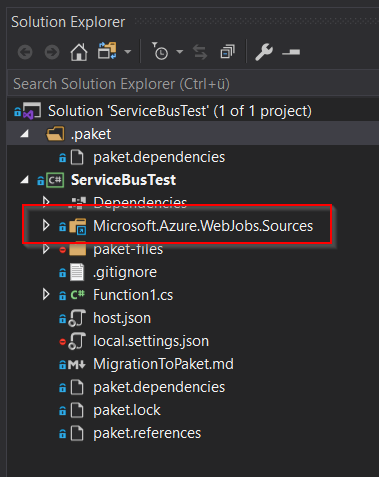 Solution Explorer
Search Solution Explorer (Ctrl+ü)
Solution 'ServiceBusTest' (1 of 1 project)
.paket
paket.dependencies
C# ServiceBusTest
Dependencies
Microsoft.Azure.WebJobs.Sources
paket-files
.gitignore
C# Function1.cs
host.json
local.settings.json
M MigrationToPaket.md
paket.dependencies
paket.lock
paket.references